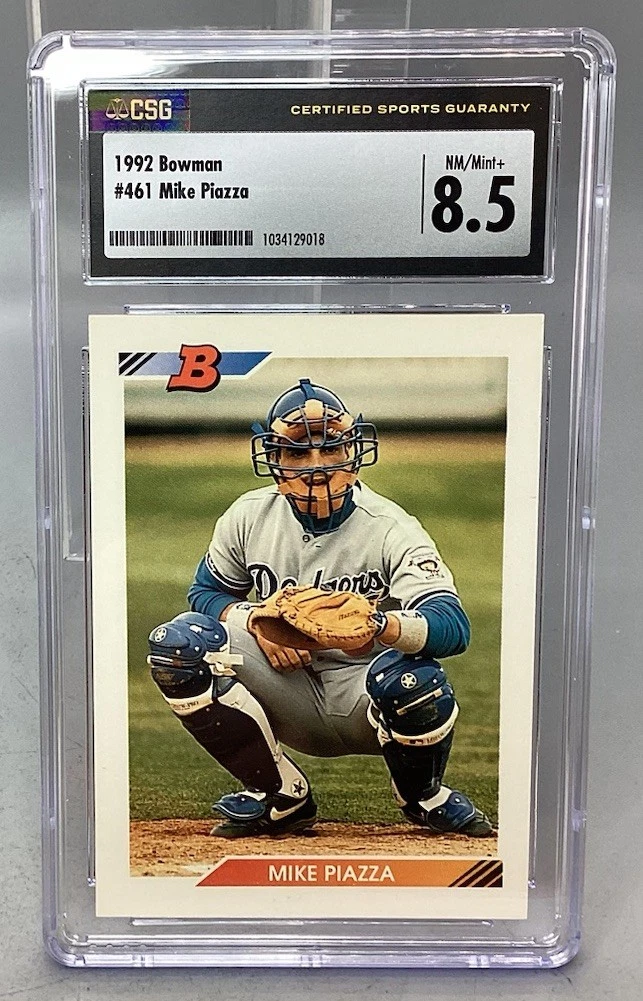 CSG
CERTIFIED SPORTS GUARANTY
1992 Bowman
#461 Mike Piazza
NM/Mint+
8.5
1034129018
B
Dodgers
MIKE PIAZZA